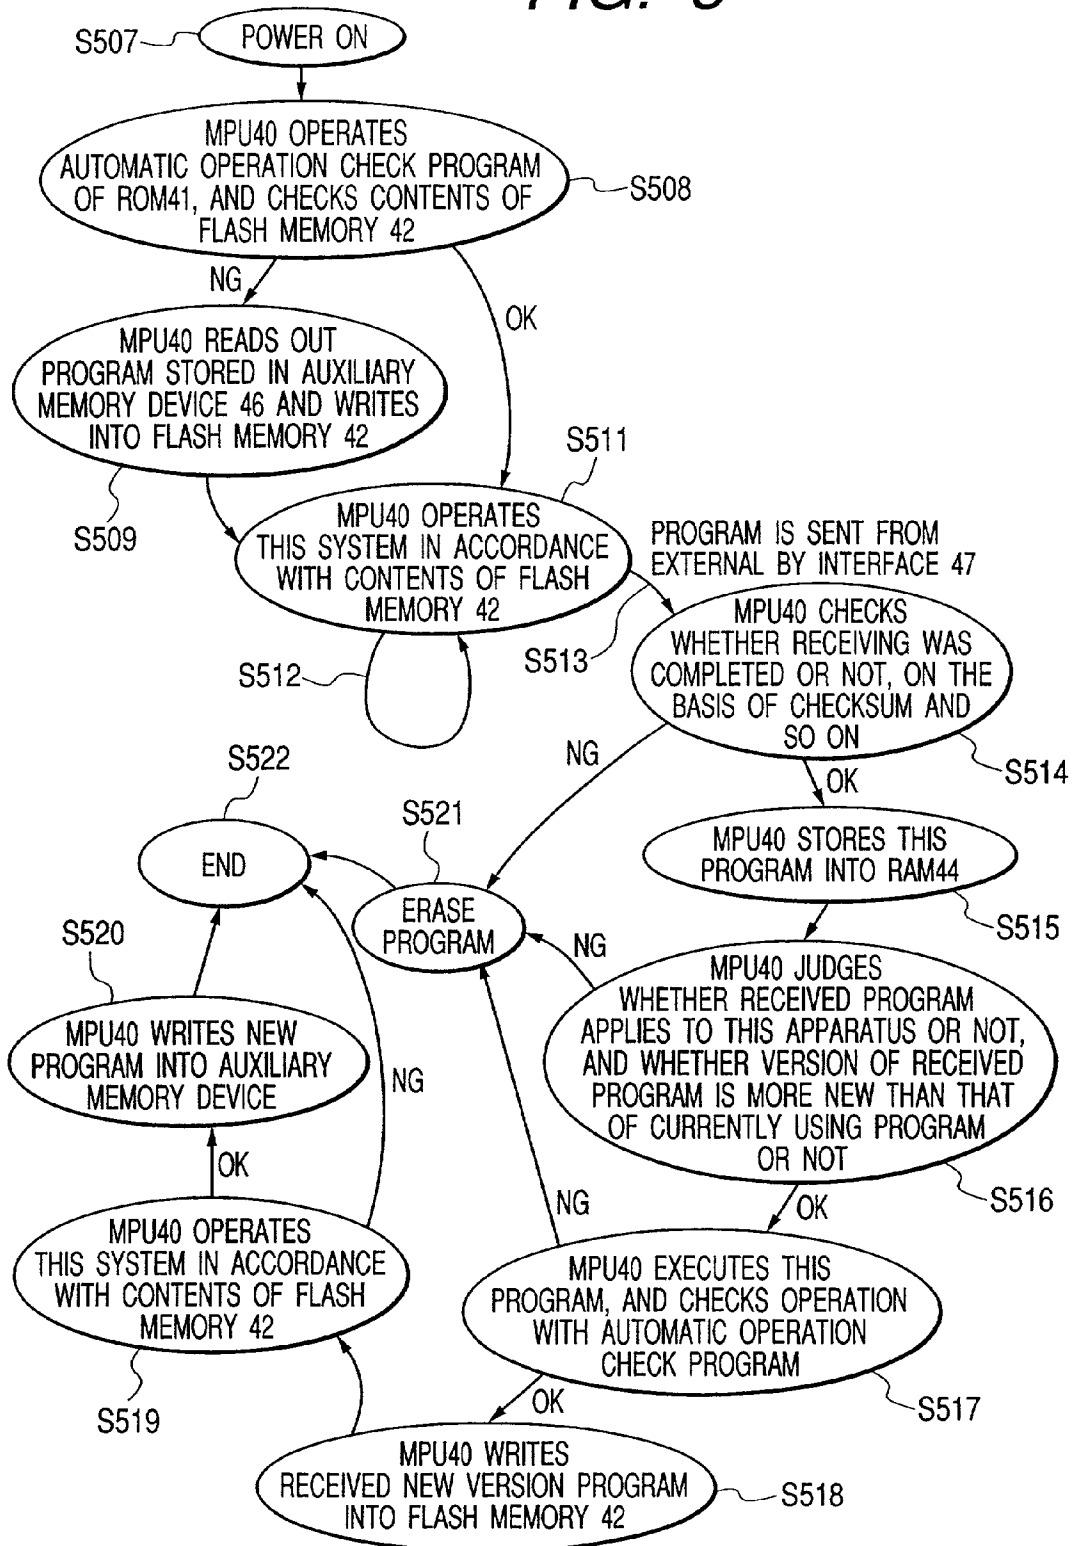 FIG.
S507
POWER ON
MPU40 OPERATES
AUTOMATIC OPERATION CHECK PROGRAM
OF ROM41, AND CHECKS CONTENTS OF
FLASH MEMORY 42
S508
NG
OK
MPU40 READS OUT
PROGRAM STORED IN AUXILIARY
MEMORY DEVICE 46 AND WRITES
INTO FLASH MEMORY 42
S509
S511
MPU40 OPERATES
THIS SYSTEM IN ACCORDANCE
WITH CONTENTS OF FLASH
MEMORY 42
S512
PROGRAM IS SENT FROM
EXTERNAL BY INTERFACE 47
S513
MPU40 CHECKS
WHETHER RECEIVING WAS
COMPLETED OR NOT, ON THE
BASIS OF CHECKSUM AND
SO ON
S514
NG
OK
MPU40 STORES THIS
PROGRAM INTO RAM44
S515
S522
END
S521
ERASE
PROGRAM
NG
MPU40 JUDGES
WHETHER RECEIVED PROGRAM
APPLIES TO THIS APPARATUS OR NOT,
AND WHETHER VERSION OF RECEIVED
PROGRAM IS MORE NEW THAN THAT
OF CURRENTLY USING PROGRAM
OR NOT
S516
S520
MPU40 WRITES NEW
PROGRAM INTO AUXILIARY
MEMORY DEVICE
NG
OK
NG
OK
MPU40 OPERATES
THIS SYSTEM IN ACCORDANCE
WITH CONTENTS OF FLASH
MEMORY 42
S519
MPU40 EXECUTES THIS
PROGRAM, AND CHECKS OPERATION
WITH AUTOMATIC OPERATION
CHECK PROGRAM
S517
OK
MPU40 WRITES
RECEIVED NEW VERSION PROGRAM
INTO FLASH MEMORY 42
S518